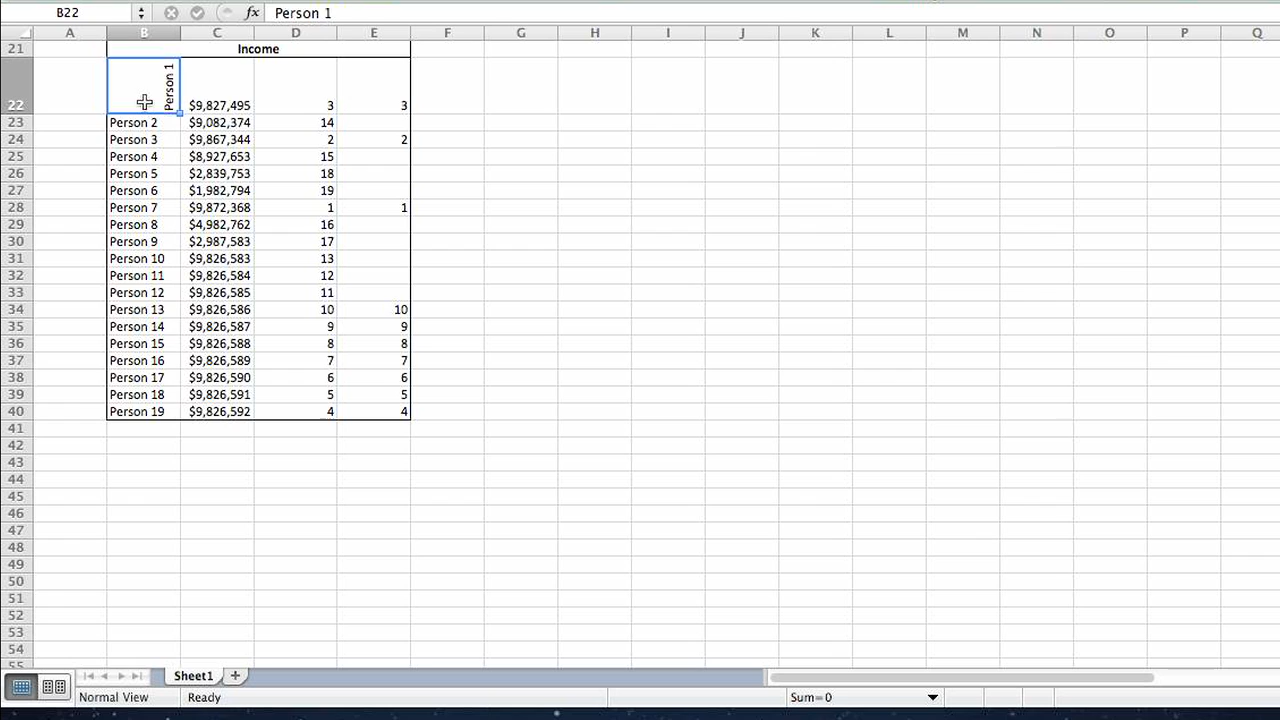 B22 fx Person 1
A B C D E F G H I J K L M N O P Q
21 Income
22 Person 1 $9,827,495 3 3
23 Person 2 $9,082,374 14
24 Person 3 $9,867,344 2 2
25 Person 4 $8,927,653 15
26 Person 5 $2,839,753 18
27 Person 6 $1,982,794 19
28 Person 7 $9,872,368 1 1
29 Person 8 $4,982,762 16
30 Person 9 $2,987,583 17
31 Person 10 $9,826,583 13
32 Person 11 $9,826,584 12
33 Person 12 $9,826,585 11
34 Person 13 $9,826,586 10 10
35 Person 14 $9,826,587 9 9
36 Person 15 $9,826,588 8 8
37 Person 16 $9,826,589 7 7
38 Person 17 $9,826,590 6 6
39 Person 18 $9,826,591 5 5
40 Person 19 $9,826,592 4 4
41
42
43
44
45
46
47
48
49
50
51
52
53
54
55
Sheet1
Normal View Ready Sum=0